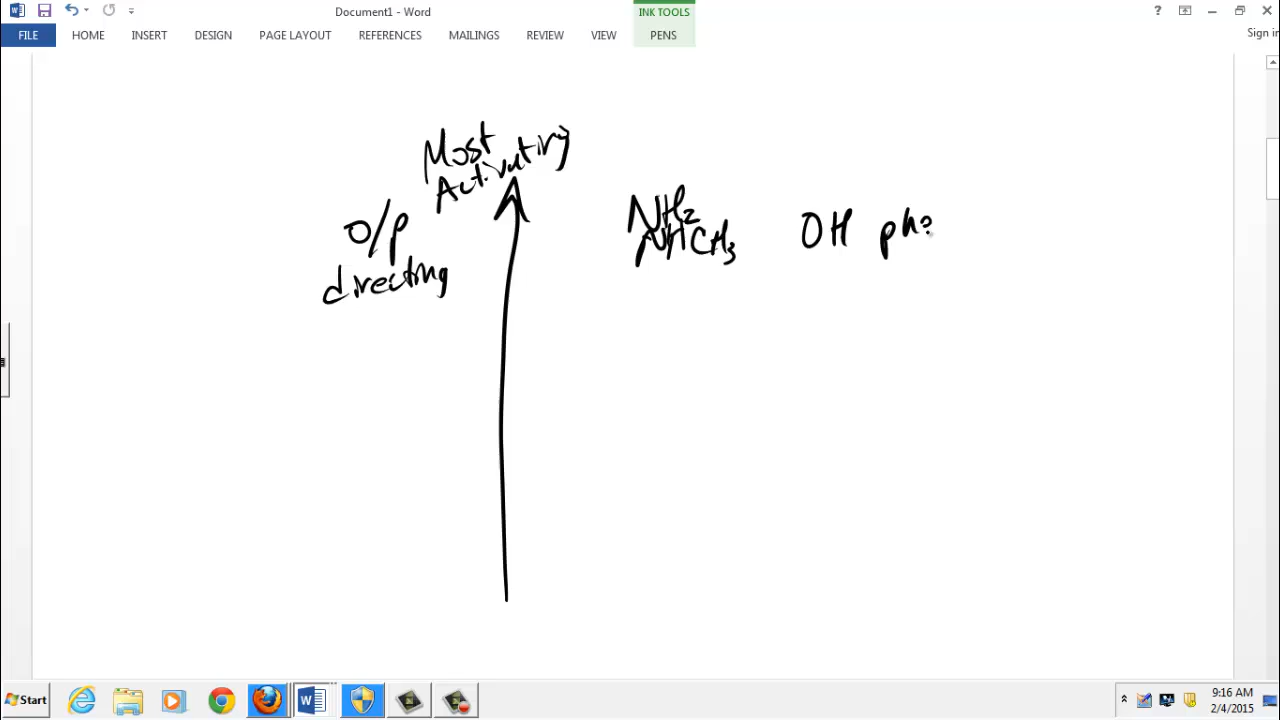 Document1 - Word
INK TOOLS
?
FILE HOME INSERT DESIGN PAGE LAYOUT REFERENCES MAILINGS REVIEW VIEW PENS
Sign in
Most
Activating
O/p
directing
NH2
NHCH3
OH
Start
9:16 AM
2/4/2015